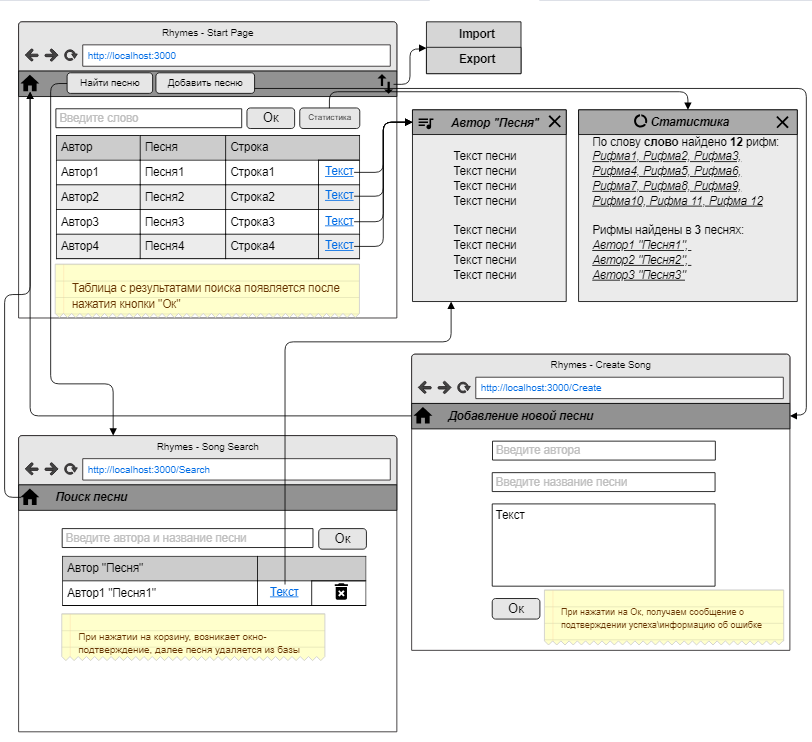 Rhymes - Start Page
http://localhost:3000
Найти песню
Добавить песню
Введите слово
Ок
Статистика
Автор
Песня
Строка
Автор1
Песня1
Строка1
Текст
Автор2
Песня2
Строка2
Текст
Автор3
Песня3
Строка3
Текст
Автор4
Песня4
Строка4
Текст
Таблица с результатами поиска появляется после
нажатия кнопки "Ок"
Import
Export
Автор "Песня"
Текст песни
Текст песни
Текст песни
Текст песни
Текст песни
Текст песни
Текст песни
Текст песни
Статистика
По слову слово найдено 12 рифм:
Рифма1, Рифма2, Рифма3,
Рифма4, Рифма5, Рифма6,
Рифма7, Рифма8, Рифма9,
Рифма10, Рифма 11, Рифма 12
Рифмы найдены в 3 песнях:
Автор1 "Песня1",
Автор2 "Песня2",
Автор3 "Песня3"
Rhymes - Create Song
http://localhost:3000/Create
Добавление новой песни
Введите автора
Введите название песни
Текст
Ок
При нажатии на Ок, получаем сообщение о
подтверждении успеха\информацию об ошибке
Rhymes - Song Search
http://localhost:3000/Search
Поиск песни
Введите автора и название песни
Ок
Автор "Песня"
Автор1 "Песня1"
Текст
При нажатии на корзину, возникает окно-
подтверждение, далее песня удаляется из базы